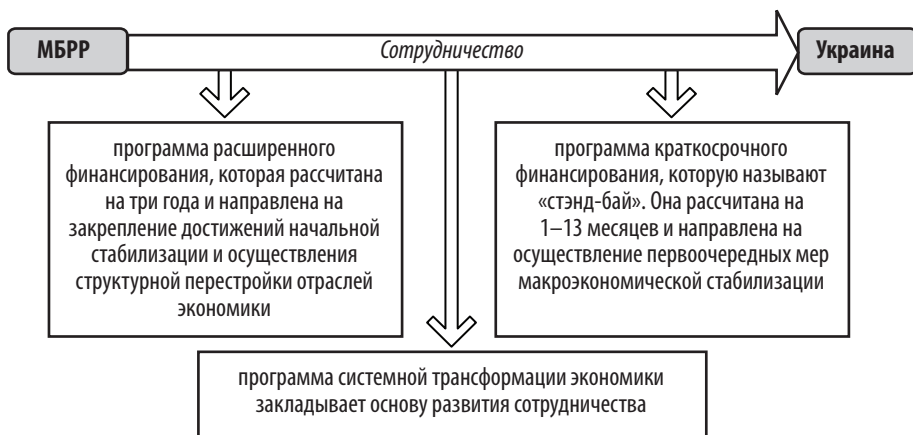 МБРР
Сотрудничество
Украина
программа расширенного
финансирования, которая рассчитана
на три года и направлена на
закрепление достижений начальной
стабилизации и осуществления
структурной перестройки отраслей
экономики
программа краткосрочного
финансирования, которую называют
«стэнд-бай». Она рассчитана на
1–13 месяцев и направлена на
осуществление первоочередных мер
макроэкономической стабилизации
программа системной трансформации экономики
закладывает основу развития сотрудничества